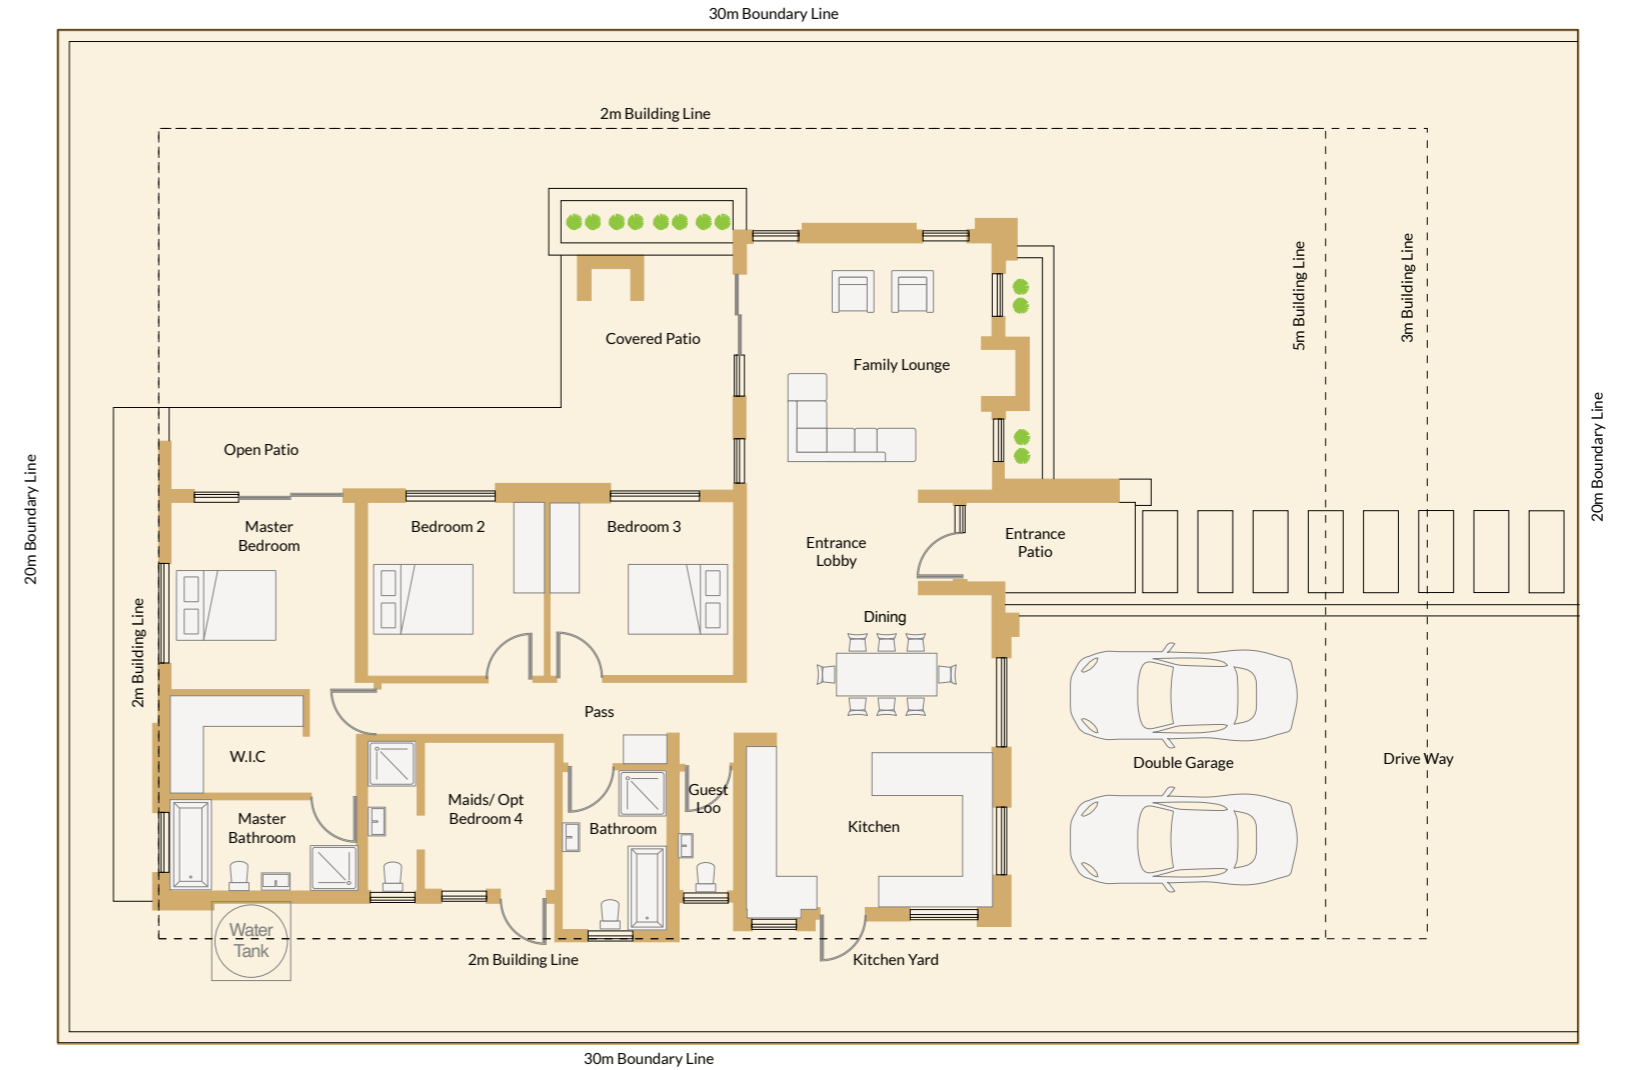 30m Boundary Line
2m Building Line
5m Building Line
3m Building Line
Covered Patio
Family Lounge
20m Boundary Line
20m Boundary Line
Open Patio
Master
Bedroom
Bedroom 2
Bedroom 3
Entrance
Lobby
Entrance
Patio
2m Building Line
Dining
Pass
W.I.C
Double Garage
Drive Way
Master
Bathroom
Maids/ Opt
Bedroom 4
Bathroom
Guest
Loo
Kitchen
Water
Tank
2m Building Line
Kitchen Yard
30m Boundary Line